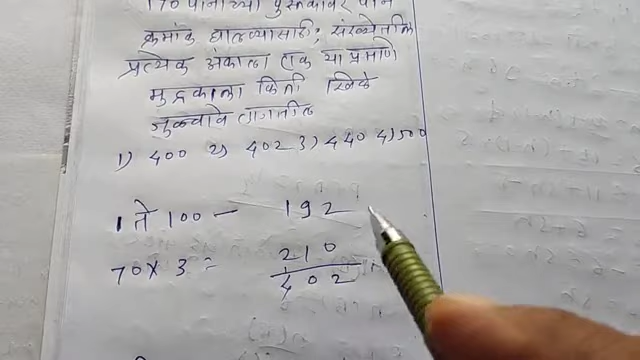 170 पानाच्या पुस्तकावर पान
क्रमांक घालण्यासाठी; संख्येतील
प्रत्येक अंकाला एक याप्रमाणे
मुद्रकाला किती खिळे
जुळवावे लागतील
1) 400 2) 402 3) 440 4) 500
1 ते 100 — 192
70 × 3 = 210
402